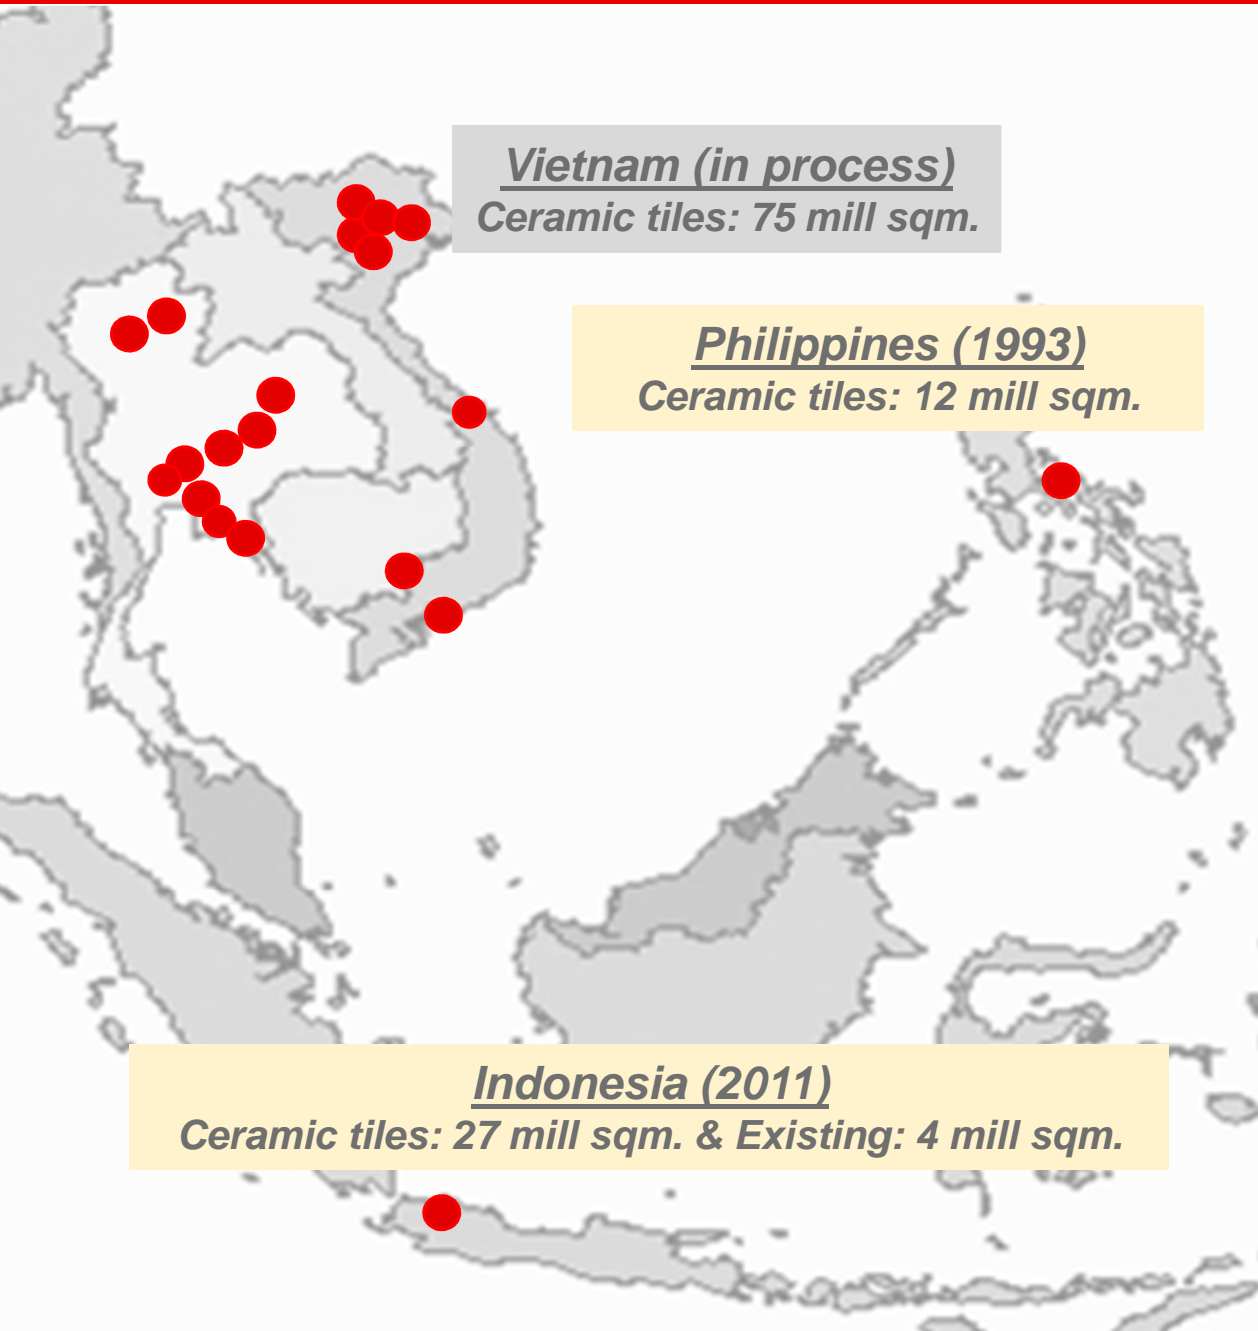 Vietnam (in process)
Ceramic tiles: 75 mill sqm.
Philippines (1993)
Ceramic tiles: 12 mill sqm.
Indonesia (2011)
Ceramic tiles: 27 mill sqm. & Existing: 4 mill sqm.